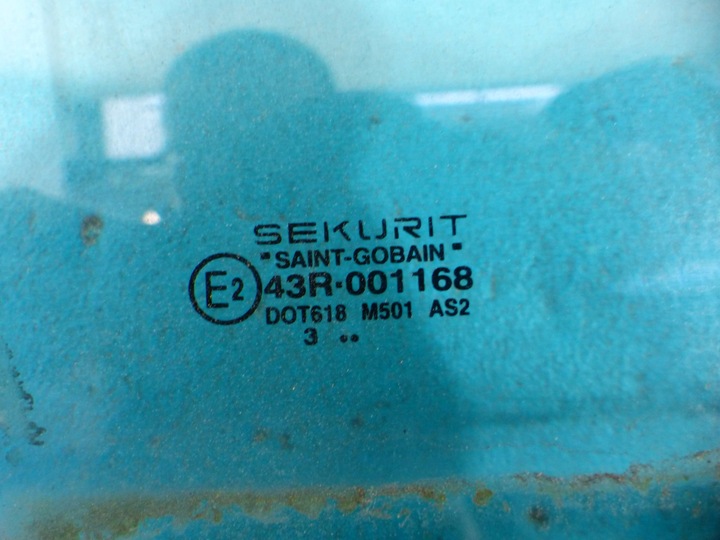 SEKURIT
"SAINT-GOBAIN"
E2 43R·001168
DOT618 M501 AS2
3 ..